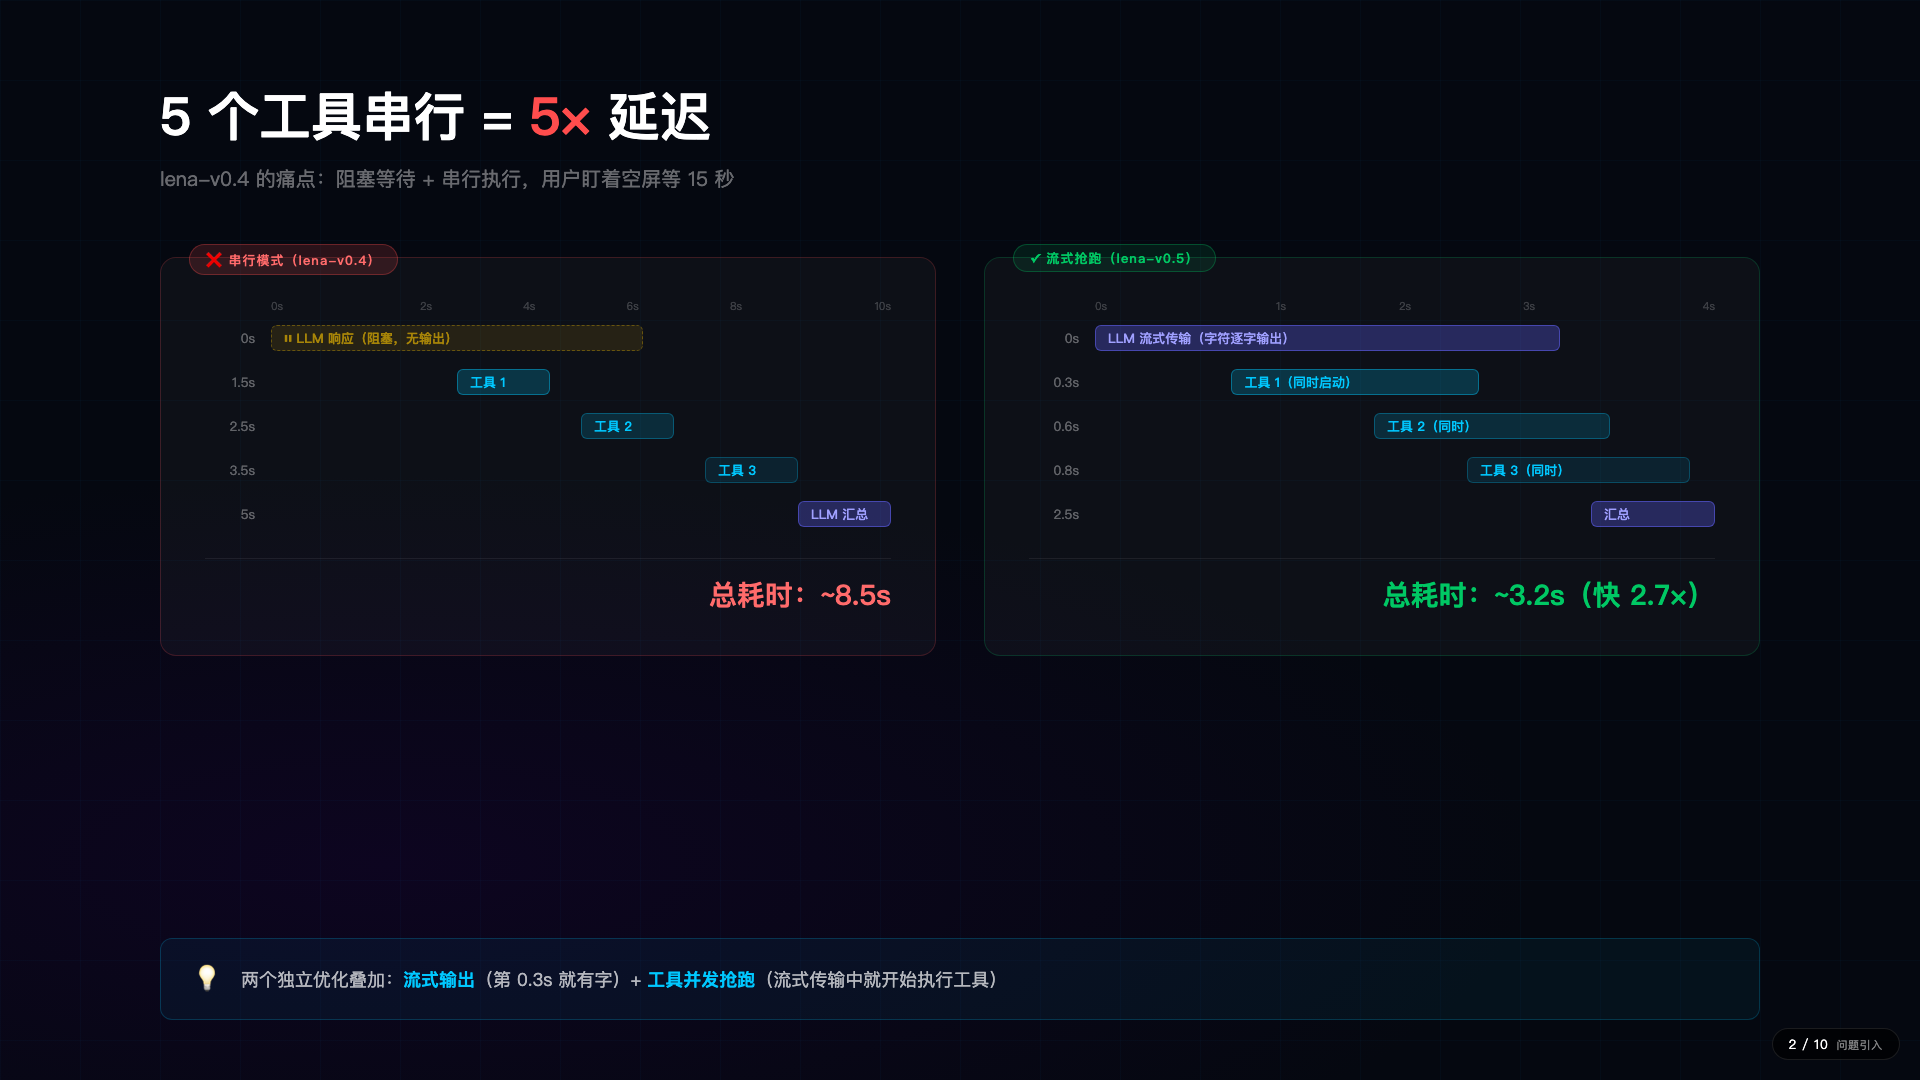 5 个工具串行 = 5× 延迟
lena-v0.4 的痛点：阻塞等待 + 串行执行，用户盯着空屏等 15 秒
❌ 串行模式（lena-v0.4）
0s 2s 4s 6s 8s 10s
0s ⏸ LLM 响应（阻塞，无输出）
1.5s 工具 1
2.5s 工具 2
3.5s 工具 3
5s LLM 汇总
总耗时：~8.5s
✓ 流式抢跑（lena-v0.5）
0s 1s 2s 3s 4s
0s LLM 流式传输（字符逐字输出）
0.3s 工具 1（同时启动）
0.6s 工具 2（同时）
0.8s 工具 3（同时）
2.5s 汇总
总耗时：~3.2s（快 2.7×）
💡 两个独立优化叠加：流式输出（第 0.3s 就有字）+ 工具并发抢跑（流式传输中就开始执行工具）
2 / 10 问题引入